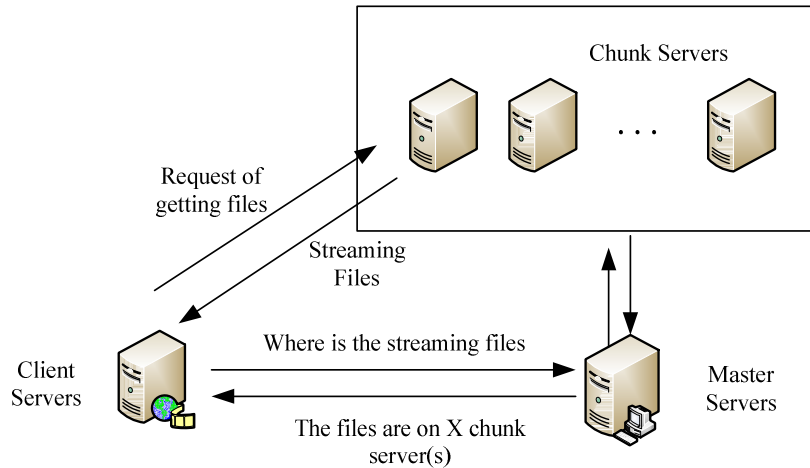 Chunk Servers
. . .
Request of
getting files
Streaming
Files
Where is the streaming files
Client
Servers
Master
Servers
The files are on X chunk
server(s)